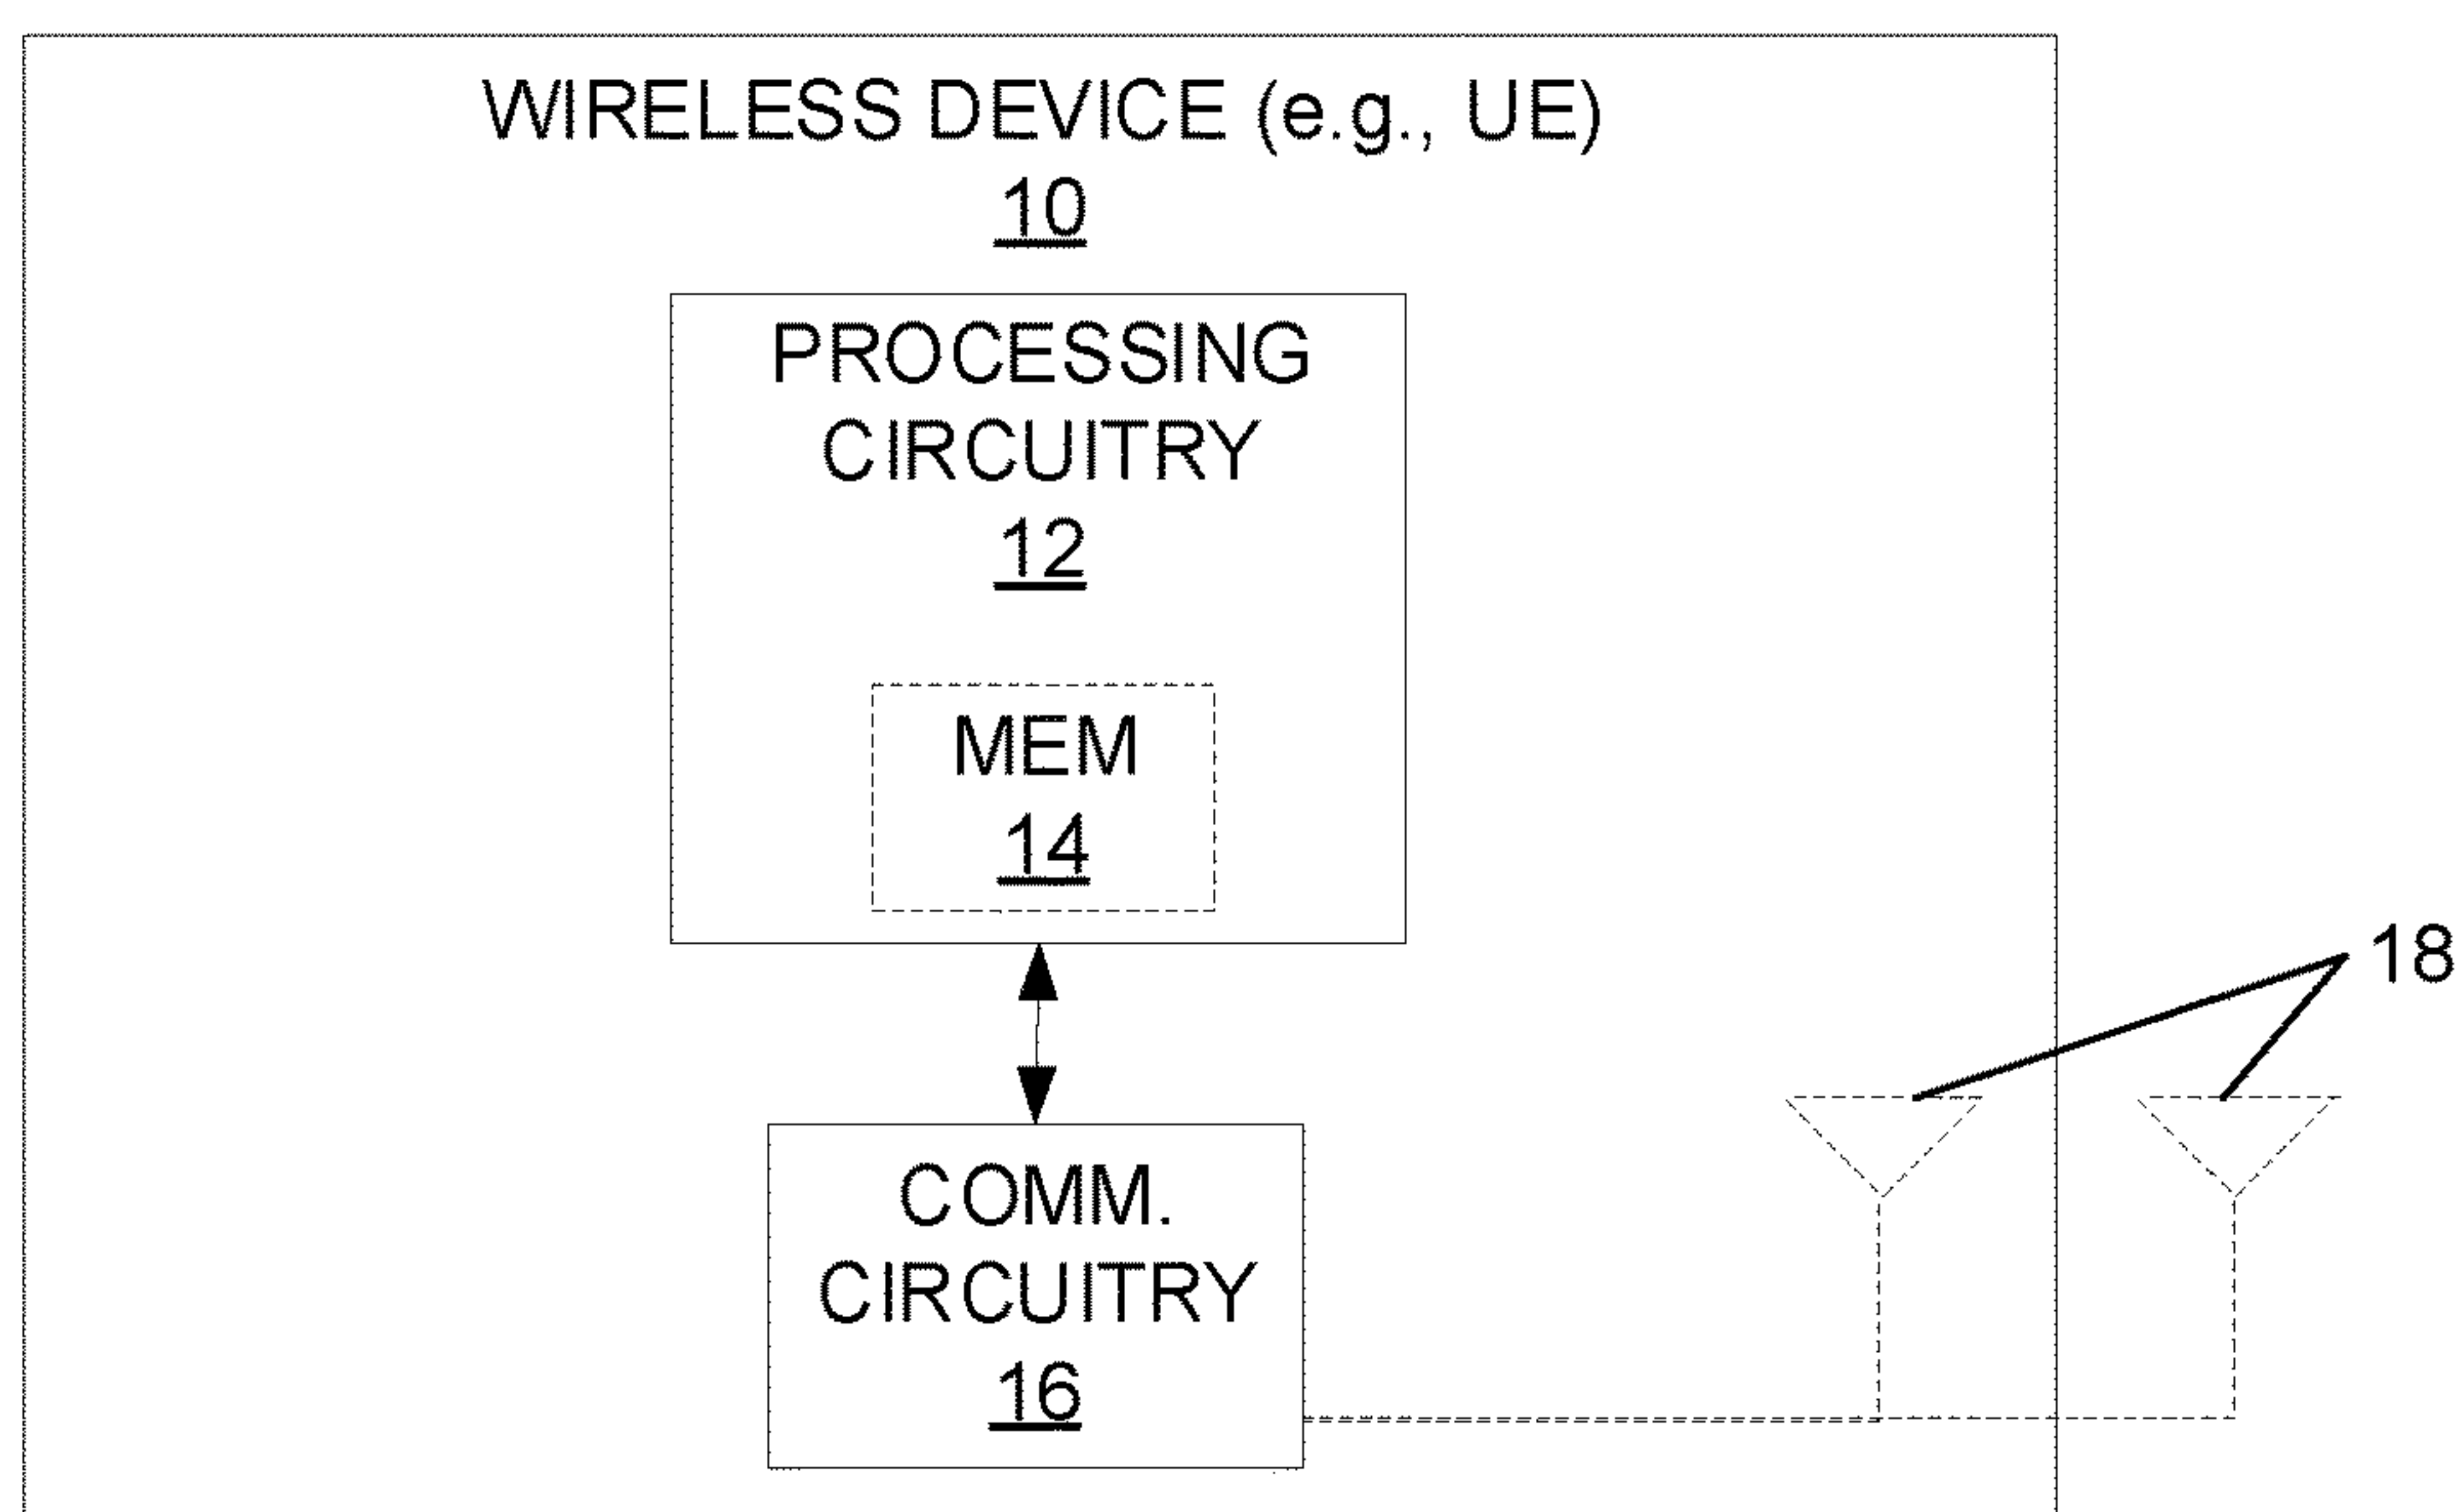 WIRELESS DEVICE (e.g., UE)
10
PROCESSING
CIRCUITRY
12
MEM
14
18
COMM.
CIRCUITRY
16